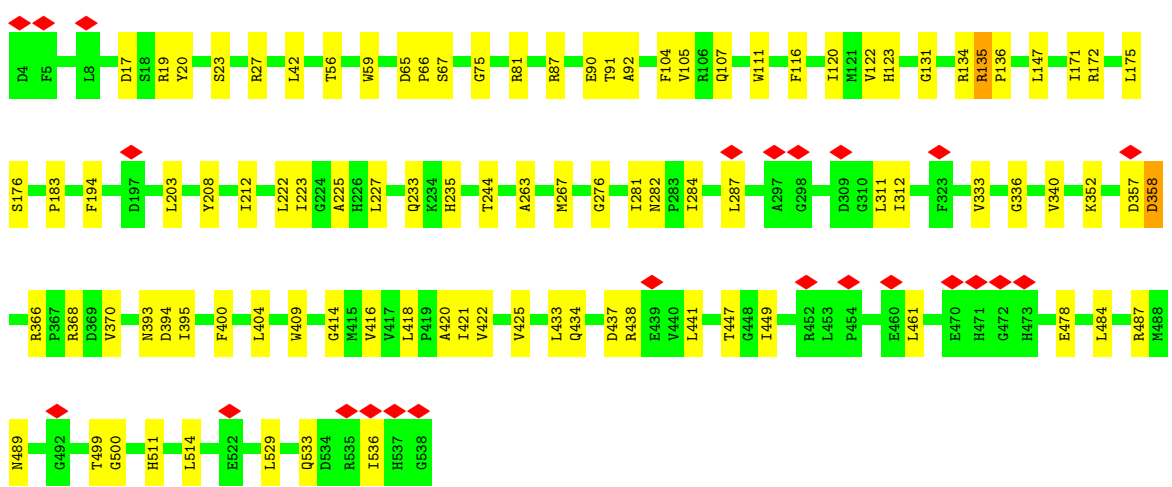 D4 F5 L8 D17 S18 R19 Y20 S23 R27 L42 T56 W59 D65 P66 S67 G75 R81 R87 E90 T91 A92 F104 V105 R106 Q107 W111 F116 I120 M121 V122 H123 G131 R134 R135 P136 L147 I171 R172 L175
S176 P183 F194 D197 L203 Y208 I212 L222 I223 G224 A225 H226 L227 Q233 K234 H235 T244 A263 M267 G276 I281 N282 P283 I284 L287 A297 G298 D309 G310 L311 I312 F323 V333 G336 V340 K352 D357 D358
R366 P367 R368 D369 V370 N393 D394 I395 F400 L404 W409 G414 M415 V416 V417 L418 P419 A420 I421 V422 V425 L433 Q434 D437 R438 E439 V440 L441 T447 G448 I449 R452 L453 P454 E460 L461 E470 H471 G472 H473 E478 L484 R487 M488
N489 G492 T499 G500 H511 L514 E522 L529 Q533 D534 R535 I536 H537 G538